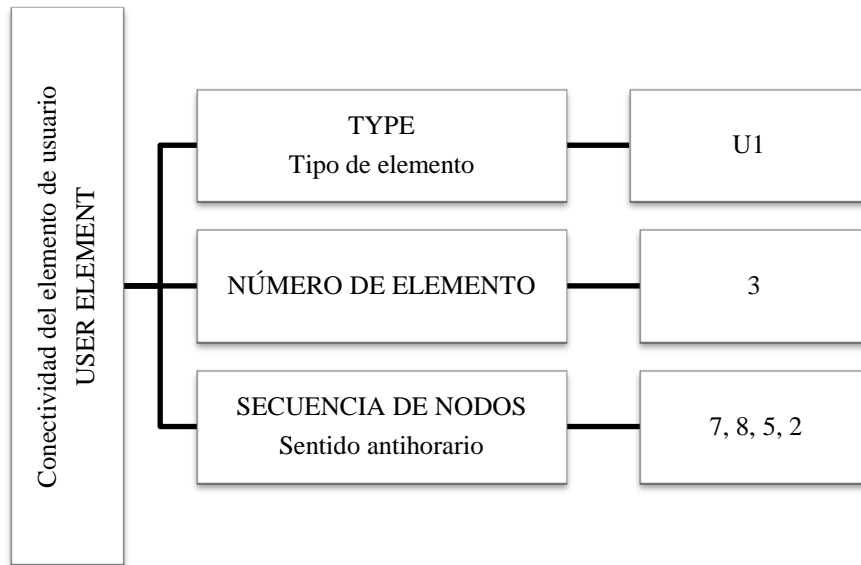 Conectividad del elemento de usuario
USER ELEMENT
TYPE
Tipo de elemento
U1
NÚMERO DE ELEMENTO
3
SECUENCIA DE NODOS
Sentido antihorario
7, 8, 5, 2